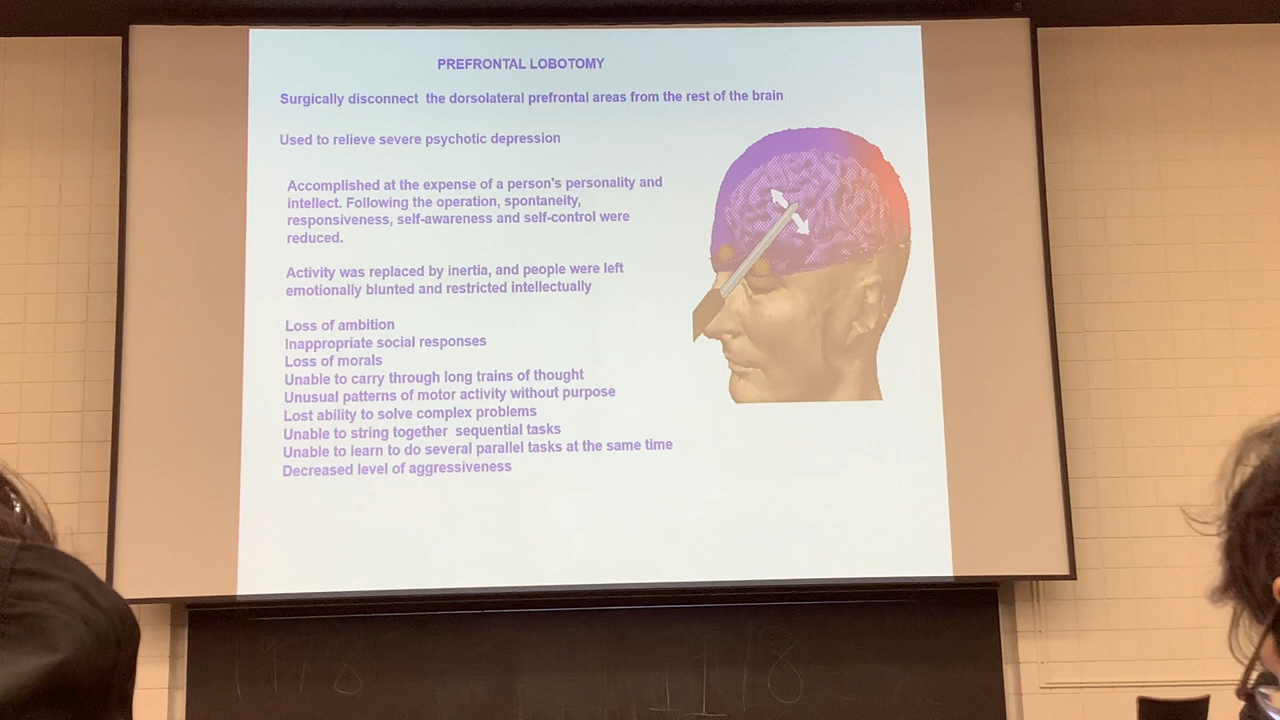 PREFRONTAL LOBOTOMY
Surgically disconnect the dorsolateral prefrontal areas from the rest of the brain
Used to relieve severe psychotic depression
Accomplished at the expense of a person's personality and
intellect. Following the operation, spontaneity,
responsiveness, self-awareness and self-control were
reduced.
Activity was replaced by inertia, and people were left
emotionally blunted and restricted intellectually
Loss of ambition
Inappropriate social responses
Loss of morals
Unable to carry through long trains of thought
Unusual patterns of motor activity without purpose
Lost ability to solve complex problems
Unable to string together sequential tasks
Unable to learn to do several parallel tasks at the same time
Decreased level of aggressiveness